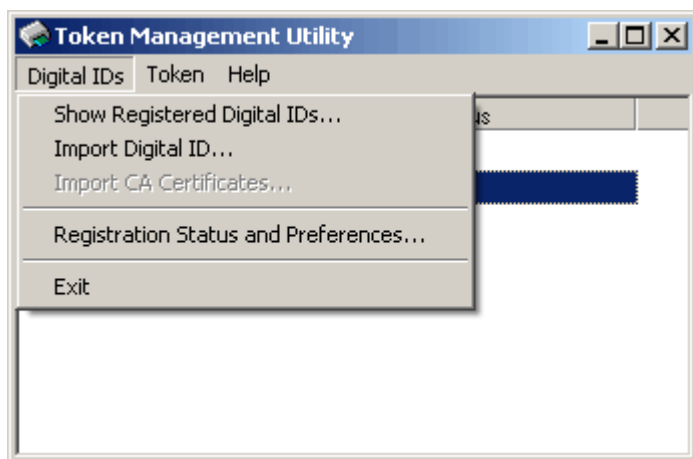 Token Management Utility
Digital IDs Token Help
Show Registered Digital IDs...
Import Digital ID...
Import CA Certificates...
Registration Status and Preferences...
Exit